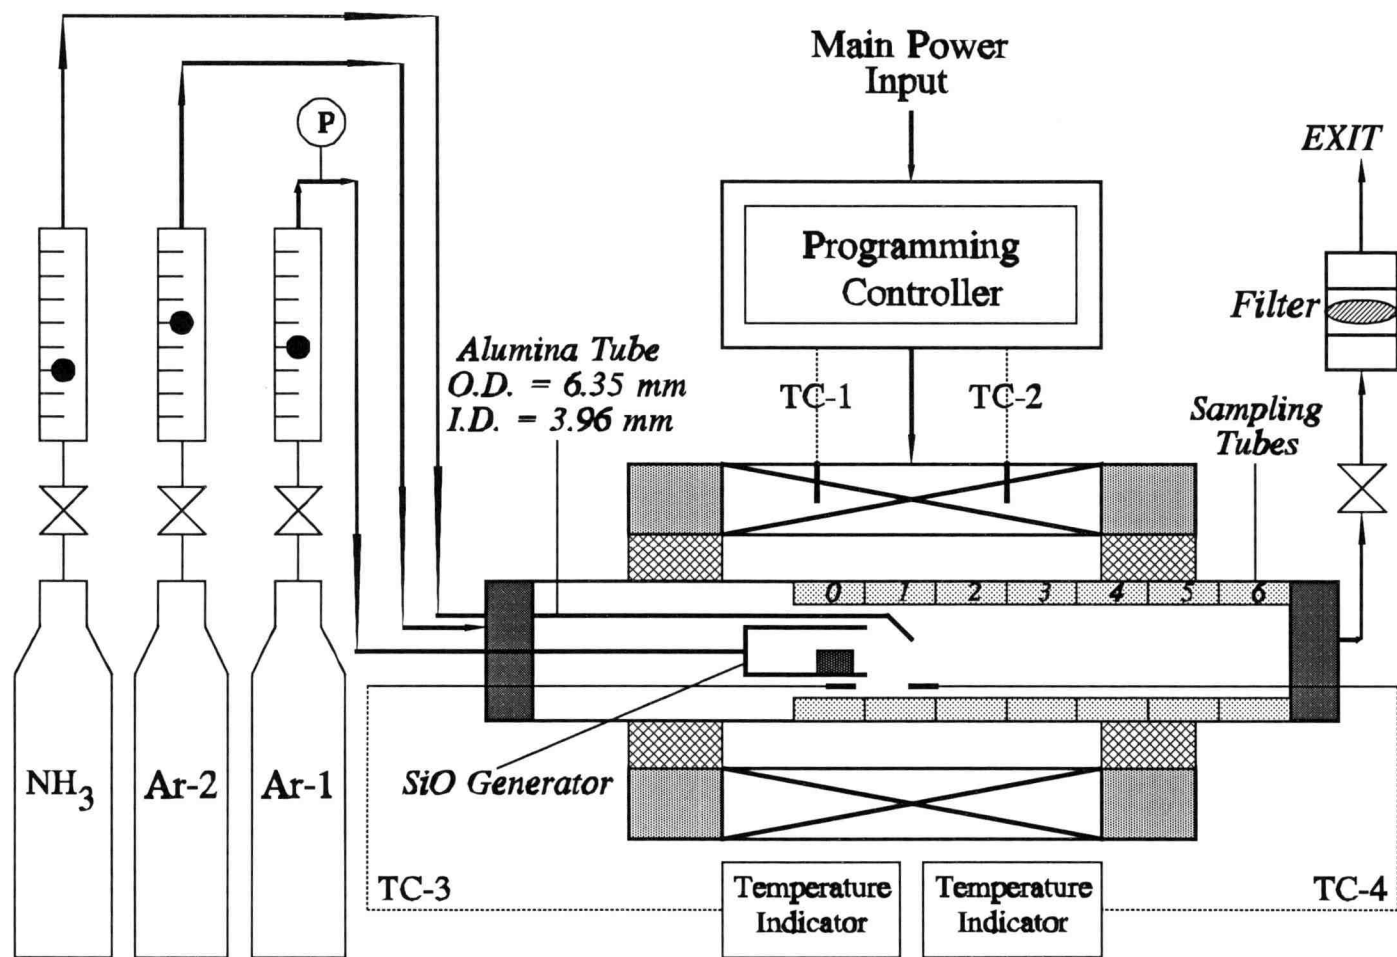 Main Power
Input
P
EXIT
Programming
Controller
Filter
Alumina Tube
O.D. = 6.35 mm
I.D. = 3.96 mm
TC-1
TC-2
Sampling
Tubes
0 1 2 3 4 5 6
SiO Generator
NH3
Ar-2
Ar-1
TC-3
Temperature
Indicator
Temperature
Indicator
TC-4